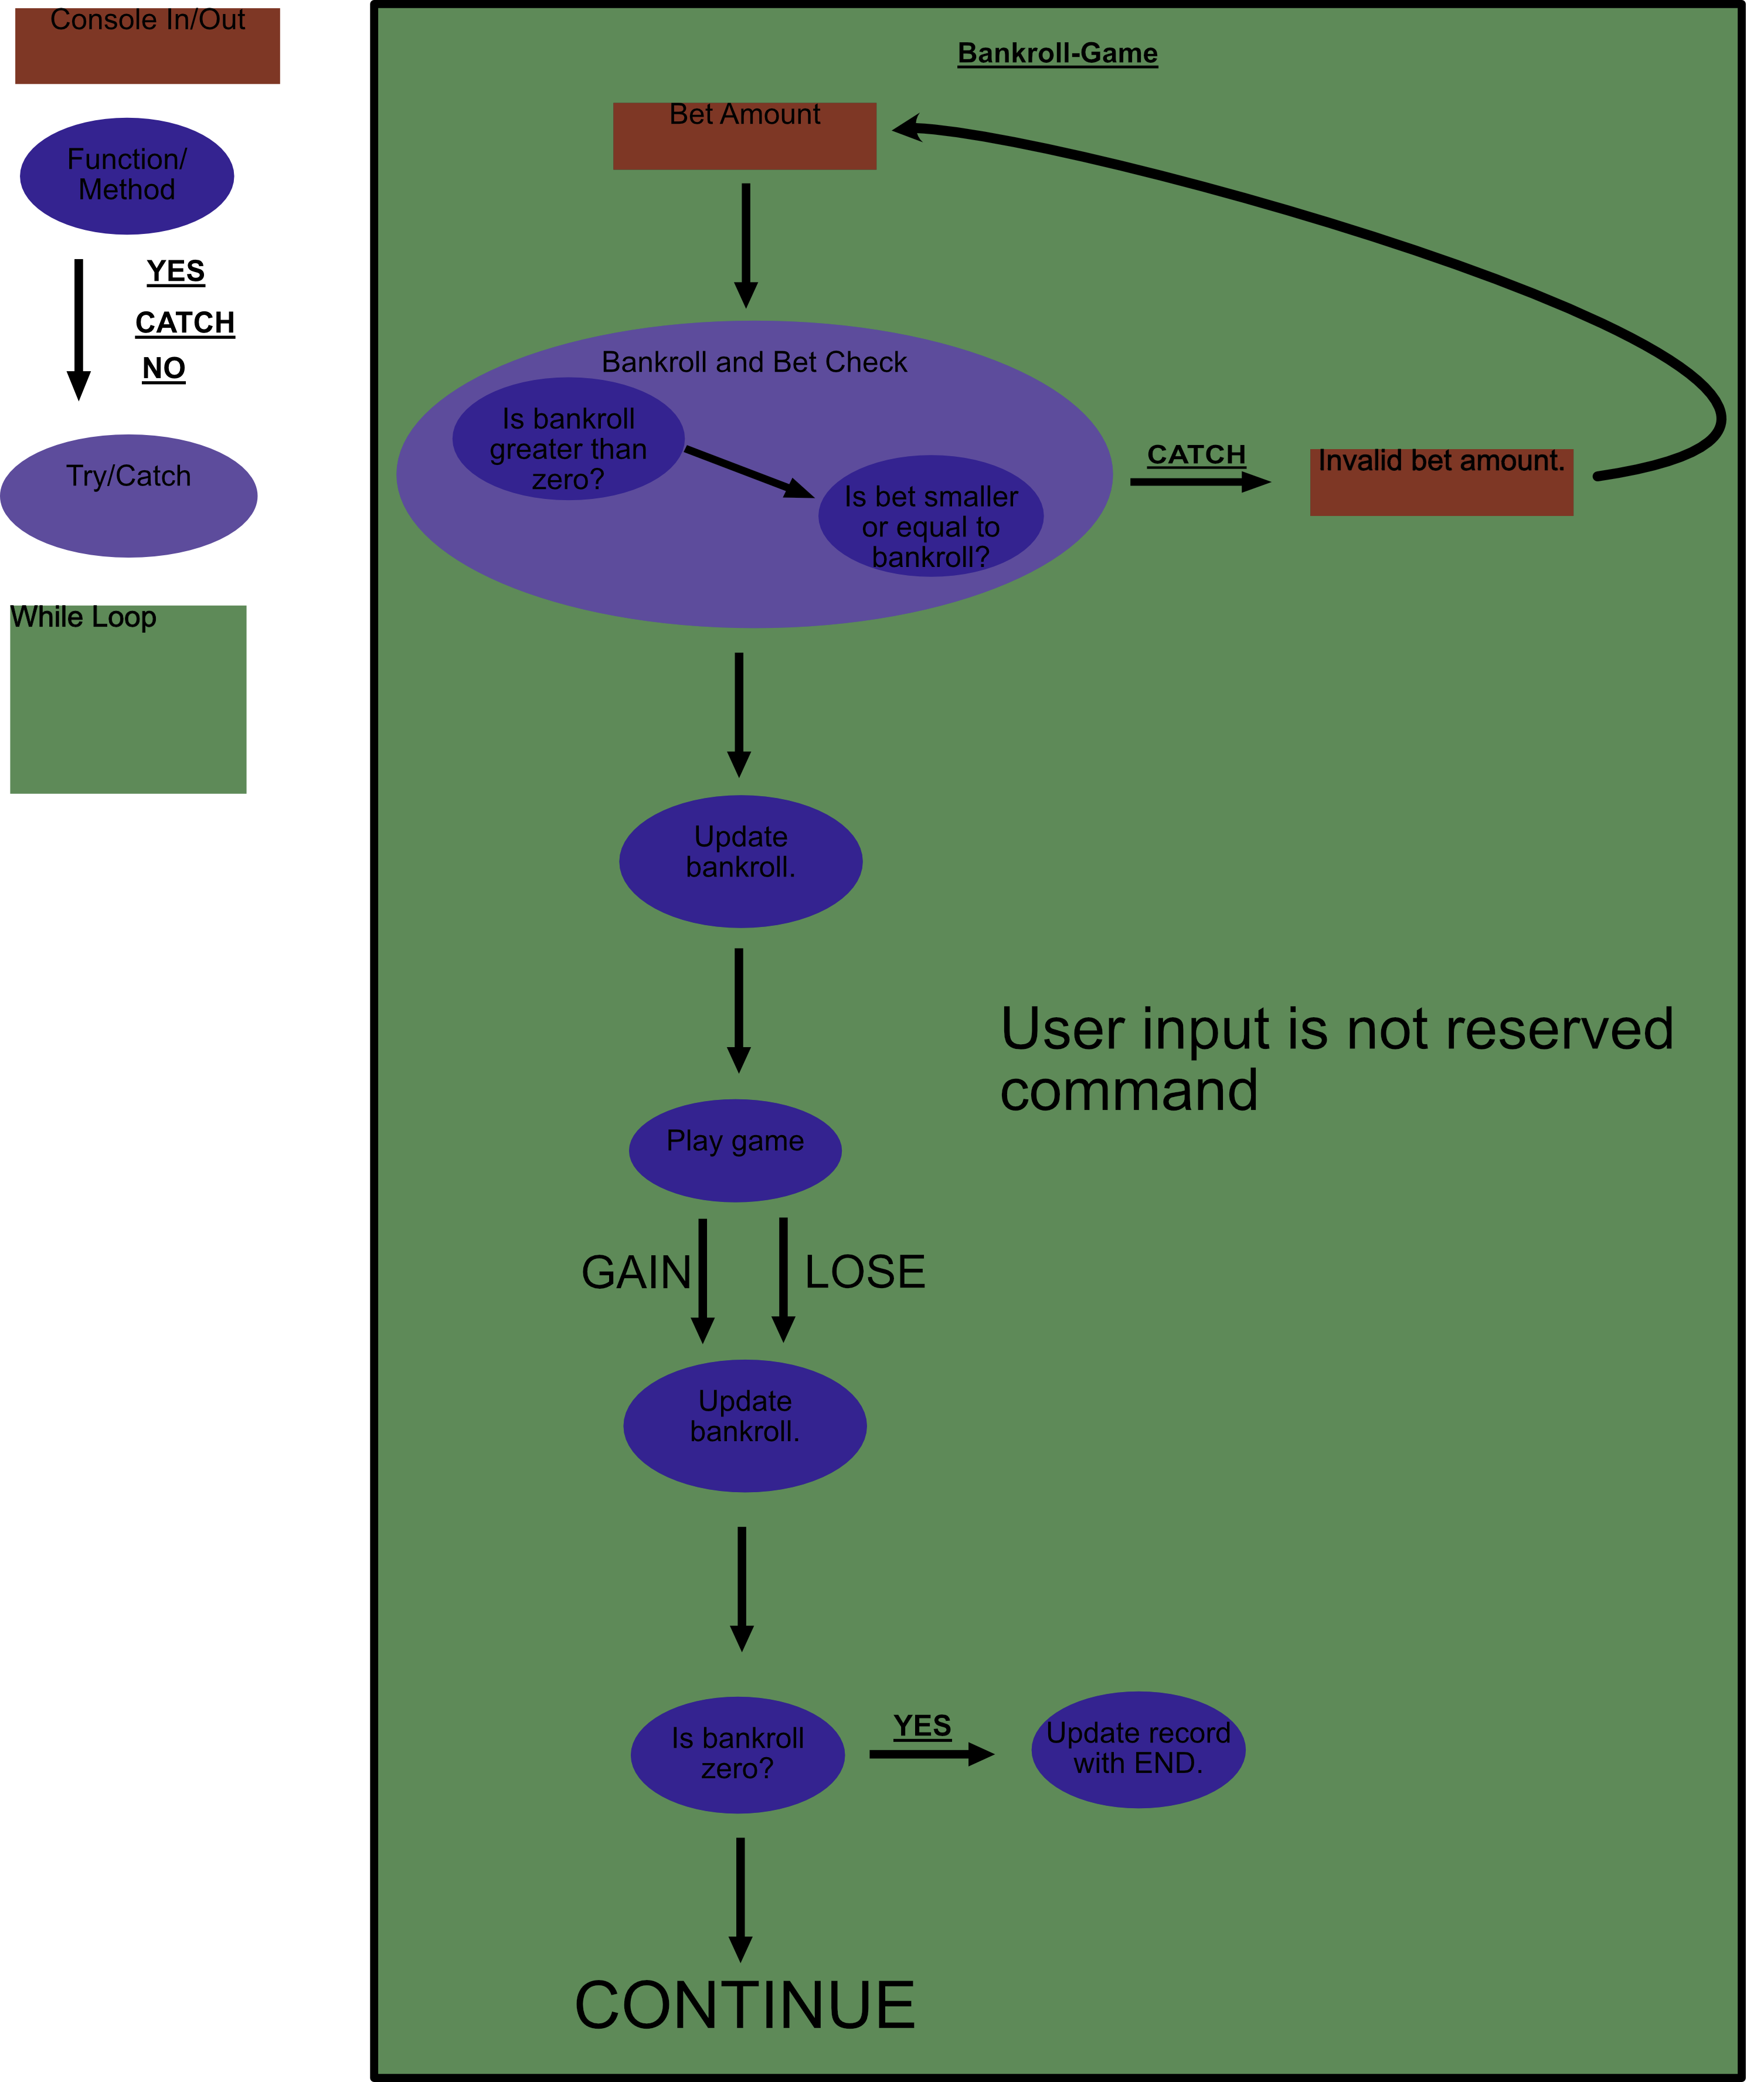 Console In/Out
Function/
Method
YES
CATCH
NO
Try/Catch
While Loop
Bankroll-Game
Bet Amount
Bankroll and Bet Check
Is bankroll
greater than
zero?
Is bet smaller
or equal to
bankroll?
CATCH
Invalid bet amount.
Update
bankroll.
User input is not reserved
command
Play game
GAIN
LOSE
Update
bankroll.
Is bankroll
zero?
YES
Update record
with END.
CONTINUE